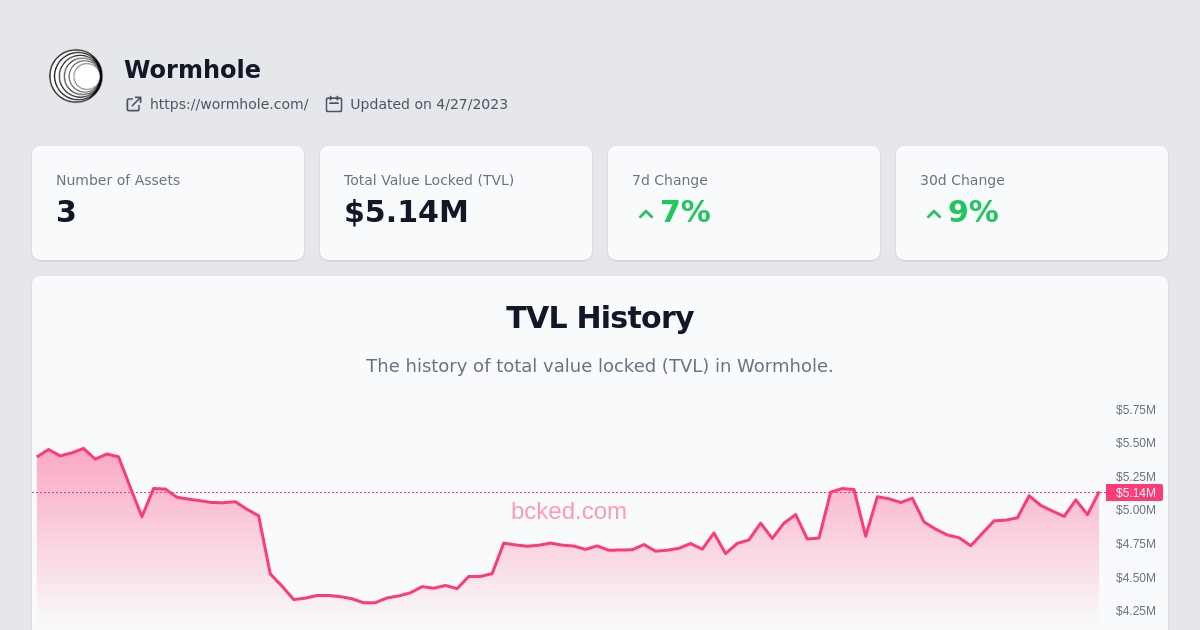 Wormhole
https://wormhole.com/ Updated on 4/27/2023
Number of Assets
3
Total Value Locked (TVL)
$5.14M
7d Change
7%
30d Change
9%
TVL History
The history of total value locked (TVL) in Wormhole.
$5.75M
$5.50M
$5.25M
$5.14M
bcked.com
$5.00M
$4.75M
$4.50M
$4.25M